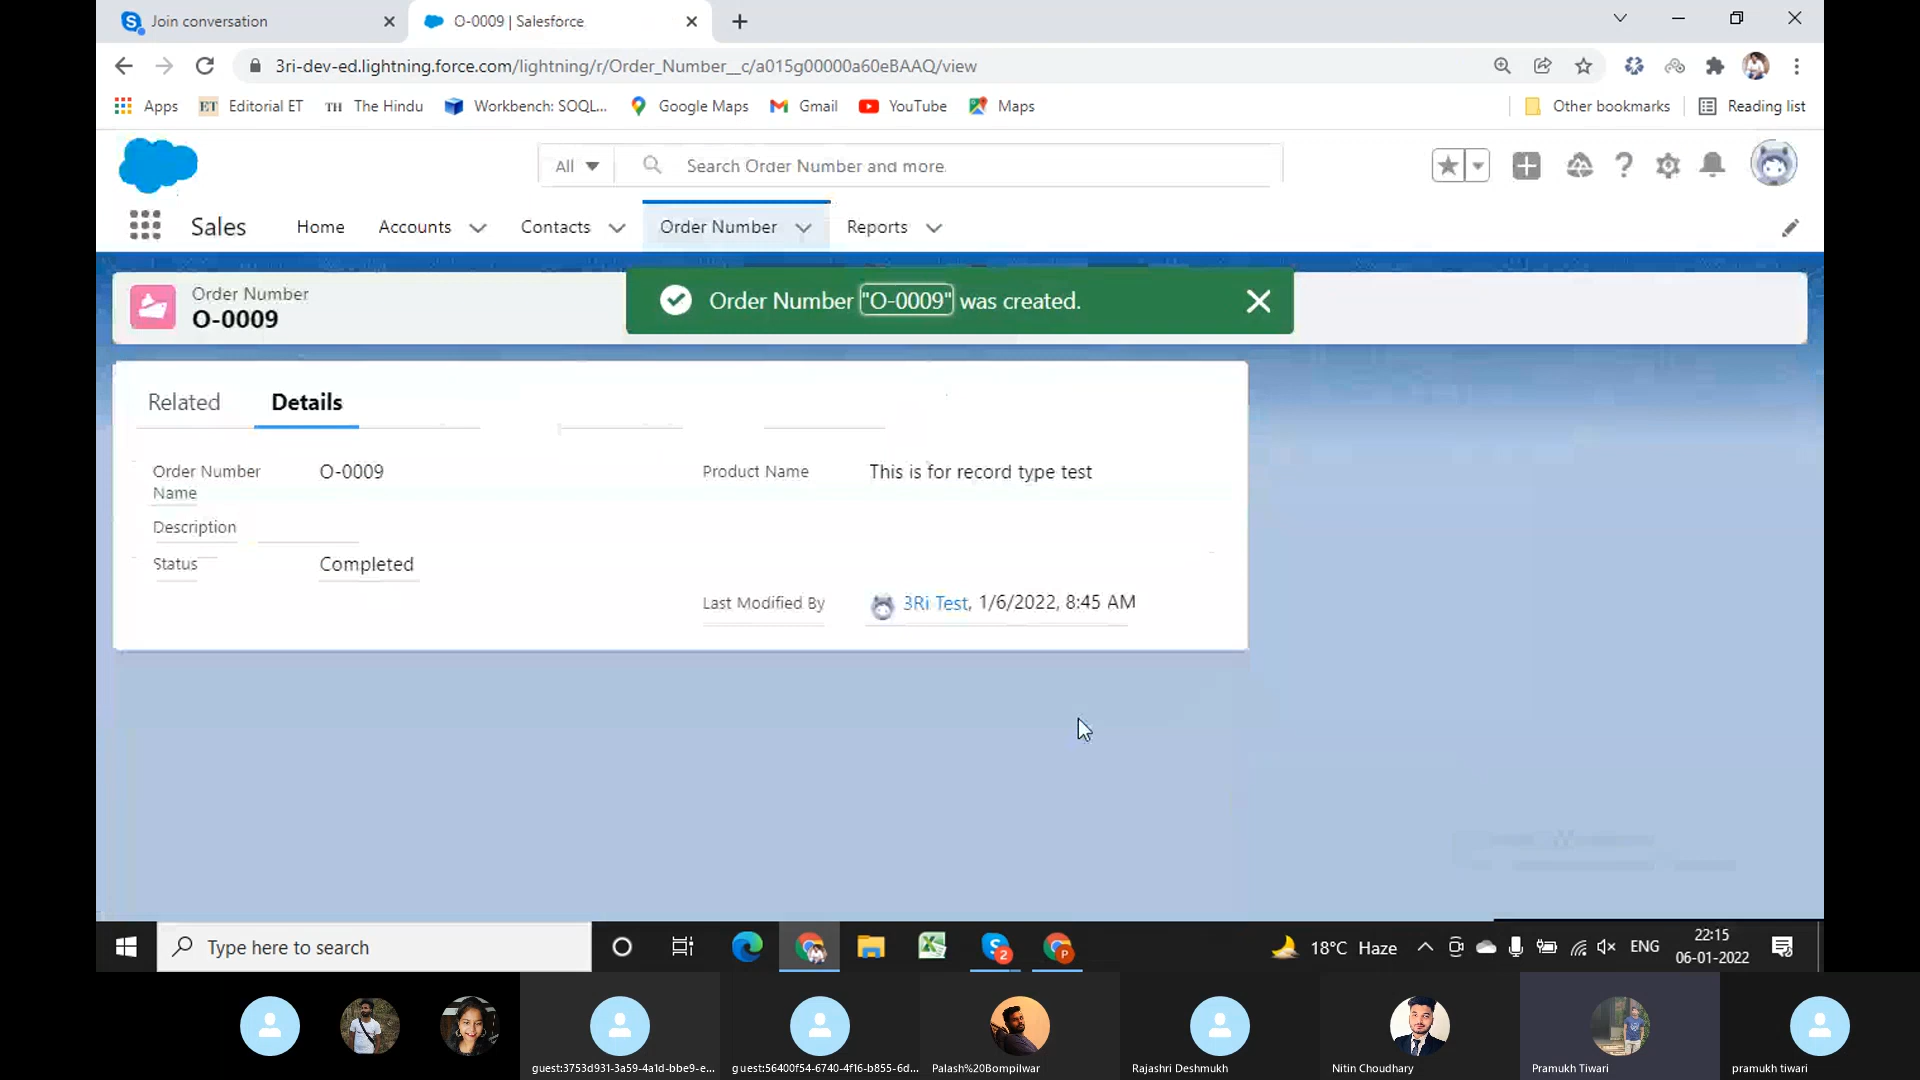 Join conversation
O-0009 | Salesforce
3ri-dev-ed.lightning.force.com/lightning/r/Order_Number__c/a015g00000a60eBAAQ/view
Apps
ET Editorial ET
TH The Hindu
Workbench: SOQL...
Google Maps
Gmail
YouTube
Maps
Other bookmarks
Reading list
All
Search Order Number and more.
Sales
Home
Accounts
Contacts
Order Number
Reports
Order Number
O-0009
Order Number "O-0009" was created.
Related
Details
Order Number
Name
O-0009
Product Name
This is for record type test
Description
Status
Completed
Last Modified By
3Ri Test, 1/6/2022, 8:45 AM
Type here to search
2
P
18°C Haze
ENG
22:15
06-01-2022
guest:3753d931-3a59-4a1d-bbe9-e...
guest:56400f54-6740-4f16-b855-6d...
Palash%20Bompilwar
Rajashri Deshmukh
Nitin Choudhary
Pramukh Tiwari
pramukh tiwari